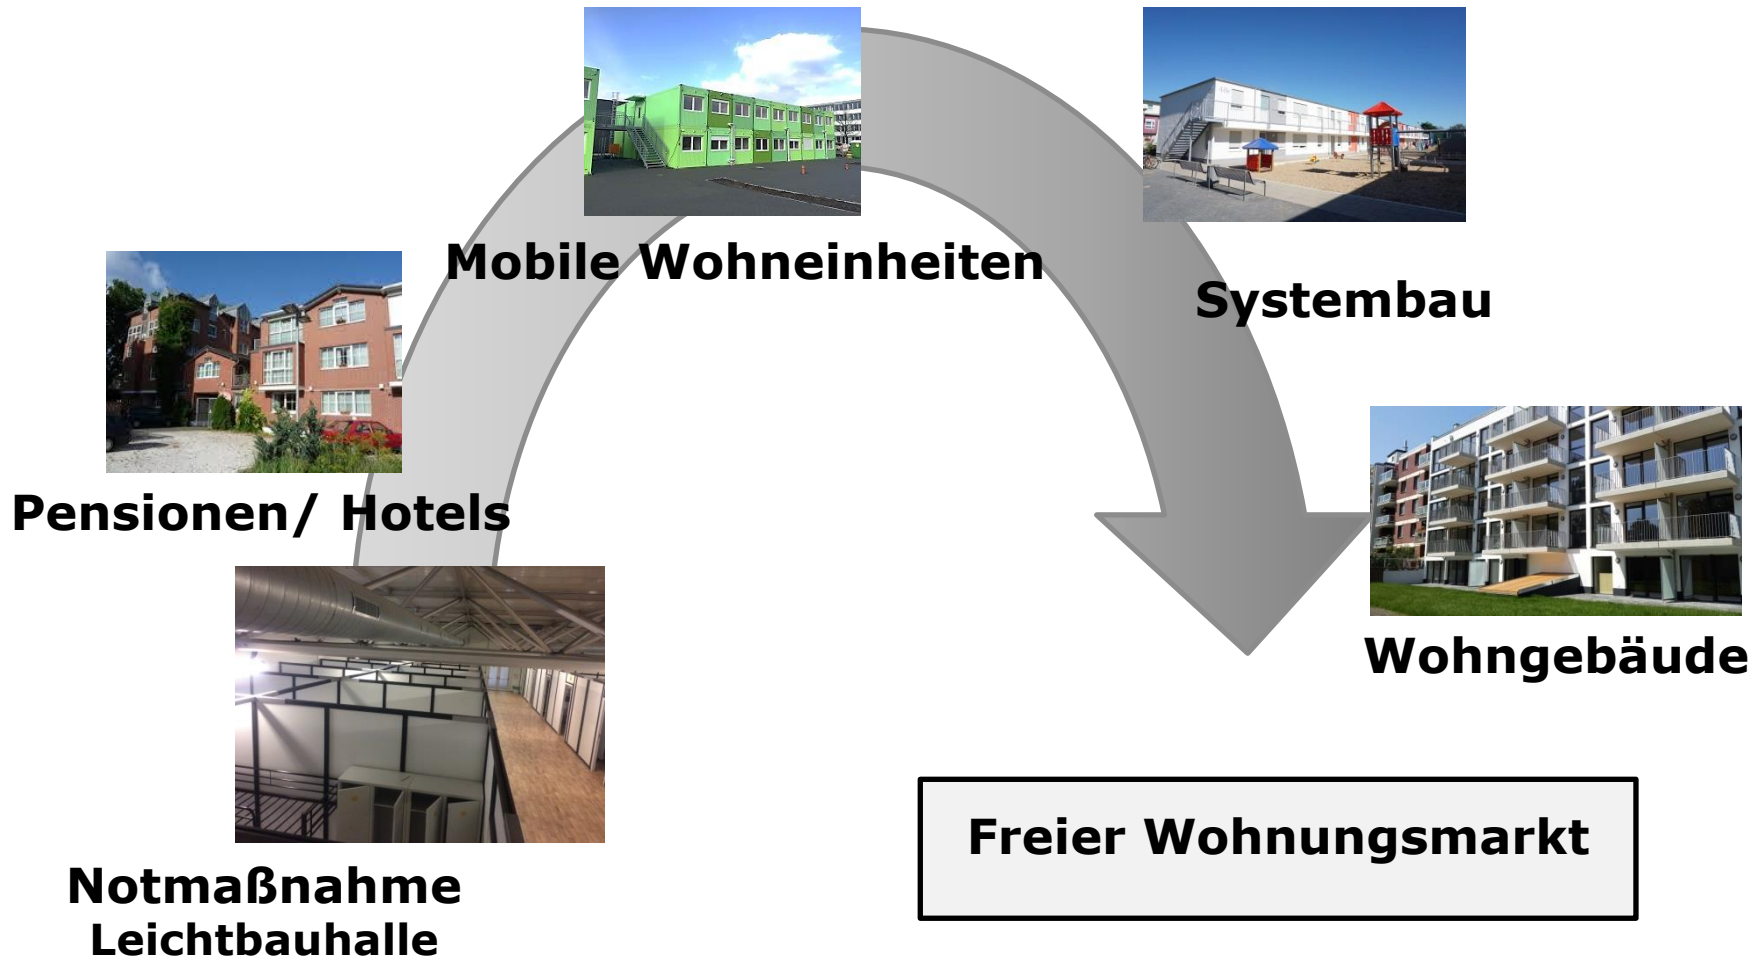 Mobile Wohneinheiten
Systembau
Pensionen/ Hotels
Wohngebäude
Freier Wohnungsmarkt
Notmaßnahme
Leichtbauhalle